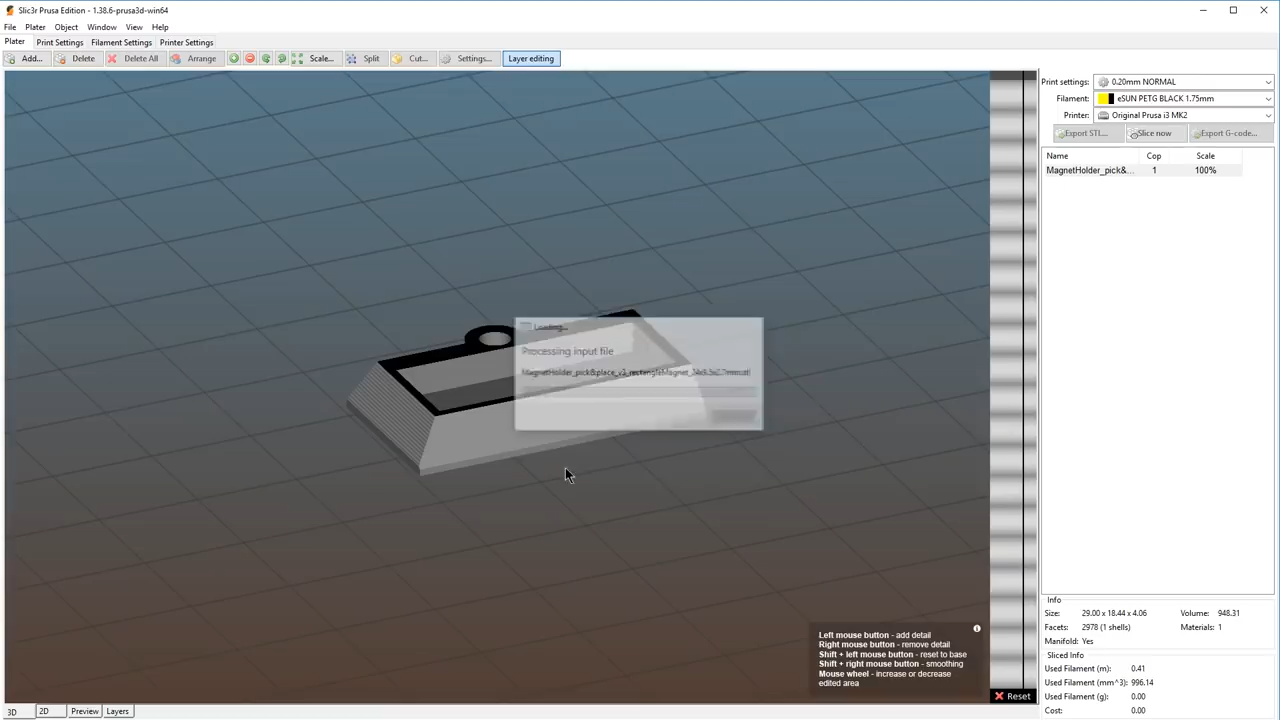 Slic3r Prusa Edition - 1.38.6-prusa3d-win64
File Plater Object Window View Help
Plater Print Settings Filament Settings Printer Settings
Add... Delete Delete All Arrange Scale... Split Cut... Settings... Layer editing
Print settings: 0.20mm NORMAL
Filament: eSUN PETG BLACK 1.75mm
Printer: Original Prusa i3 MK2
Export STL... Slice now Export G-code...
Name Cop Scale
MagnetHolder_pick&... 1 100%
Loading...
Processing input file
Left mouse button - add detail
Right mouse button - remove detail
Shift + left mouse button - reset to base
Shift + right mouse button - smoothing
Mouse wheel - increase or decrease
edited area
Reset
Info
Size: 29.00 x 18.44 x 4.06 Volume: 948.31
Facets: 2978 (1 shells) Materials: 1
Manifold: Yes
Sliced Info
Used Filament (m): 0.41
Used Filament (mm^3): 996.14
Used Filament (g): 0.00
Cost: 0.00
3D 2D Preview Layers